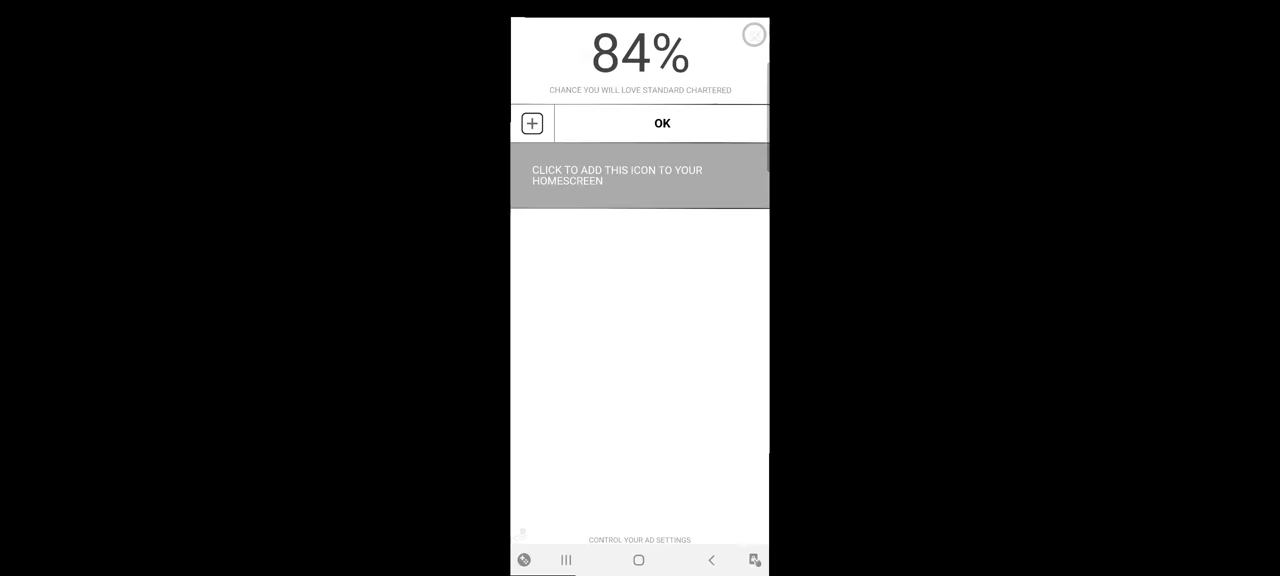 84%
CHANCE YOU WILL LOVE STANDARD CHARTERED
OK
CLICK TO ADD THIS ICON TO YOUR
HOMESCREEN
CONTROL YOUR AD SETTINGS